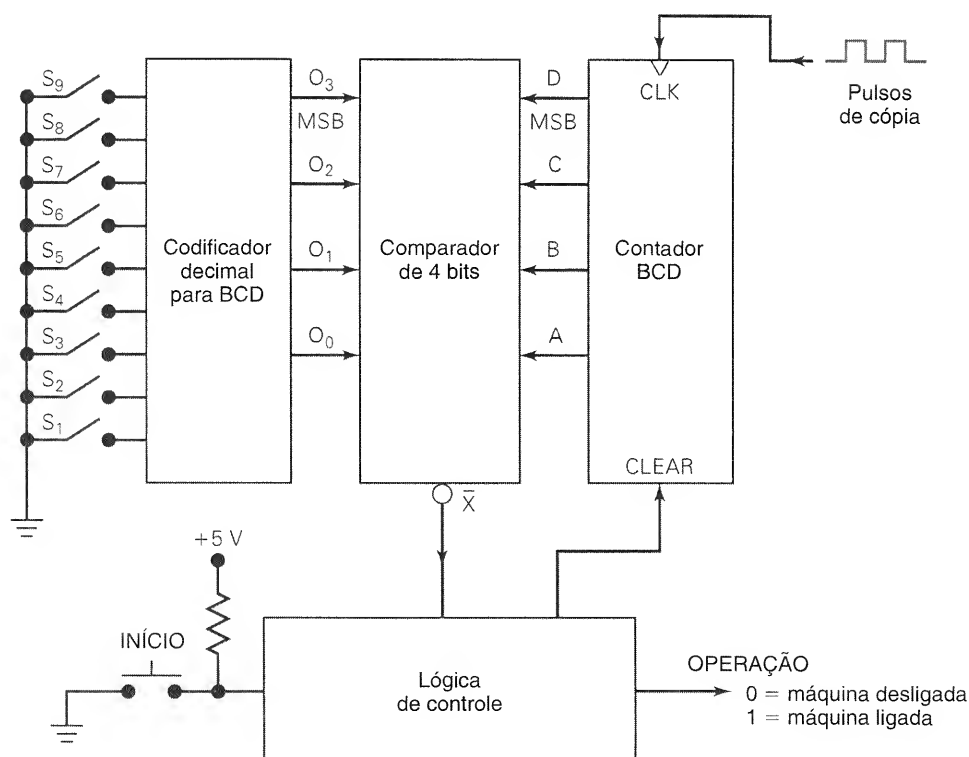 S9
S8
S7
S6
S5
S4
S3
S2
S1
Codificador
decimal
para BCD
O3
MSB
O2
O1
O0
Comparador
de 4 bits
X̄
D
MSB
C
B
A
CLK
Contador
BCD
CLEAR
Pulsos
de cópia
+5 V
INÍCIO
Lógica
de controle
OPERAÇÃO
0 = máquina desligada
1 = máquina ligada